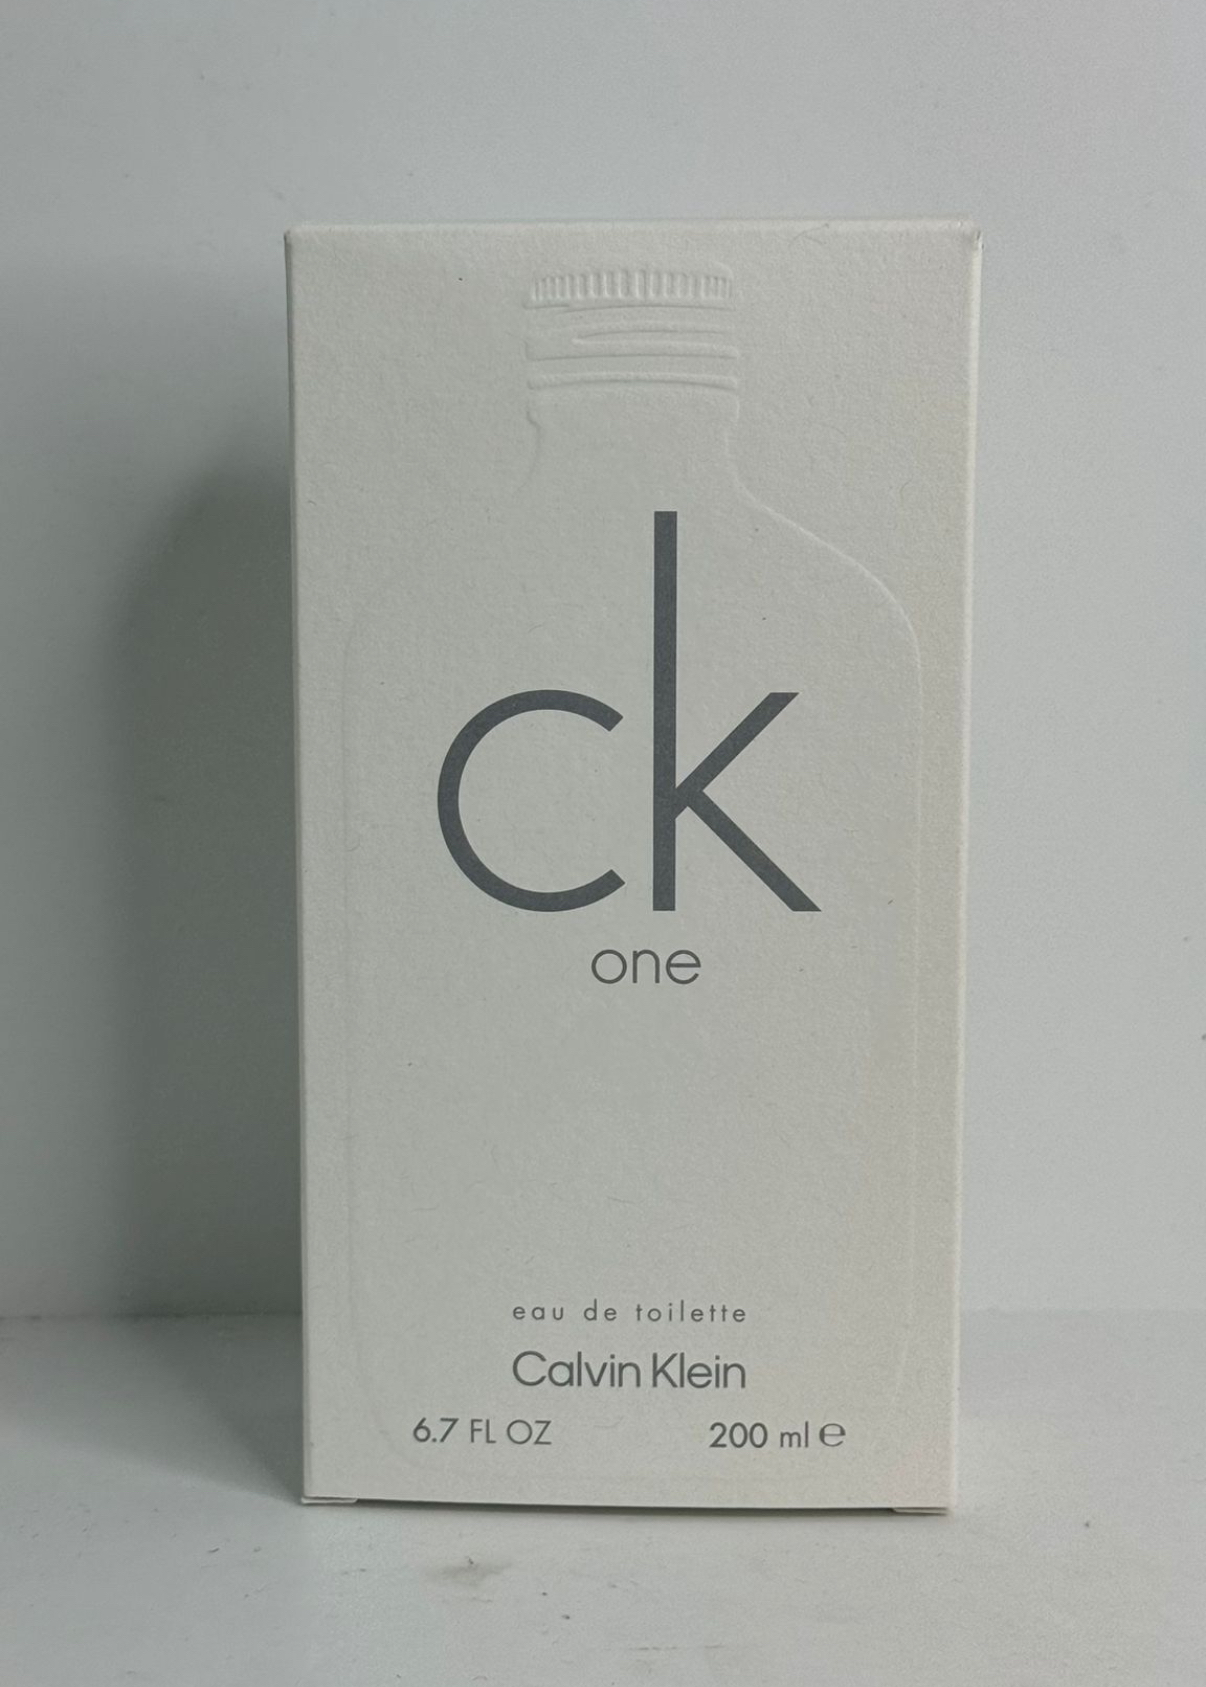 ck
one
eau de toilette
Calvin Klein
6.7 FL OZ 200 ml ℮